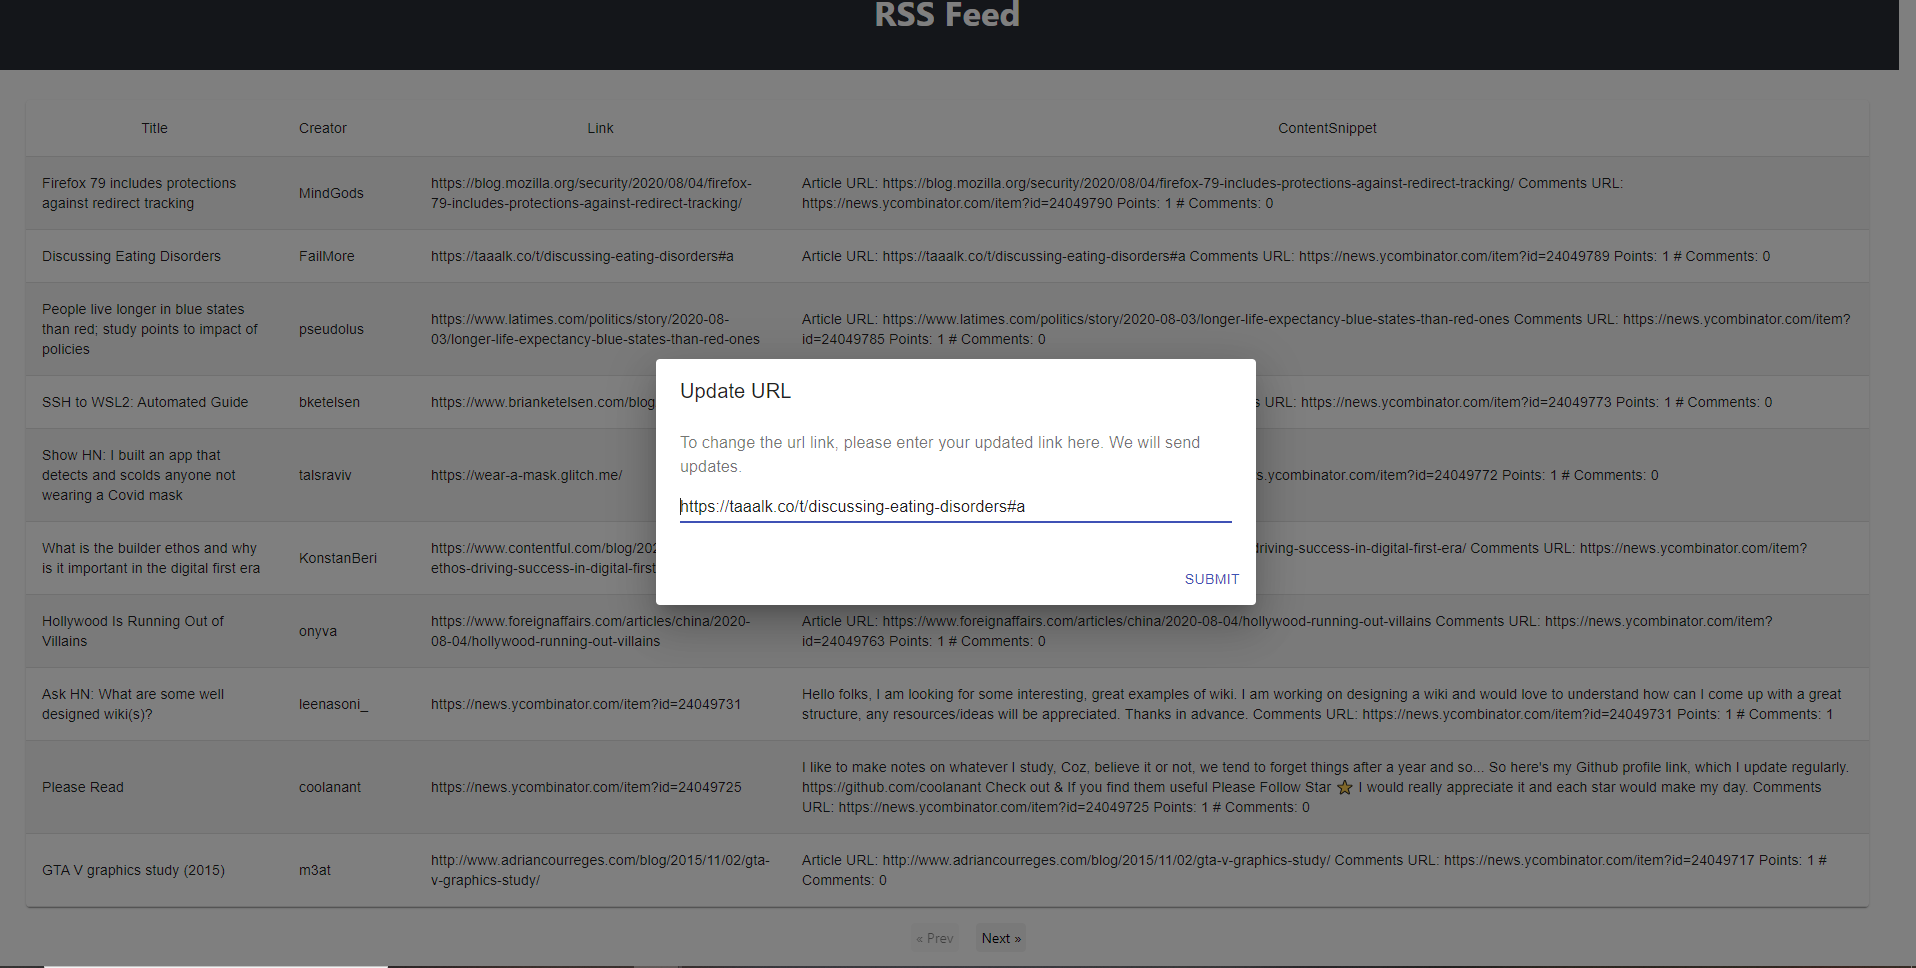 RSS Feed
Title Creator Link ContentSnippet
Firefox 79 includes protections
against redirect tracking
MindGods
https://blog.mozilla.org/security/2020/08/04/firefox-
79-includes-protections-against-redirect-tracking/
Article URL: https://blog.mozilla.org/security/2020/08/04/firefox-79-includes-protections-against-redirect-tracking/ Comments URL:
https://news.ycombinator.com/item?id=24049790 Points: 1 # Comments: 0
Discussing Eating Disorders
FailMore
https://taaalk.co/t/discussing-eating-disorders#a
Article URL: https://taaalk.co/t/discussing-eating-disorders#a Comments URL: https://news.ycombinator.com/item?id=24049789 Points: 1 # Comments: 0
People live longer in blue states
than red; study points to impact of
policies
pseudolus
https://www.latimes.com/politics/story/2020-08-
03/longer-life-expectancy-blue-states-than-red-ones
Article URL: https://www.latimes.com/politics/story/2020-08-03/longer-life-expectancy-blue-states-than-red-ones Comments URL: https://news.ycombinator.com/item?
id=24049785 Points: 1 # Comments: 0
SSH to WSL2: Automated Guide
bketelsen
https://www.brianketelsen.com/blog
s URL: https://news.ycombinator.com/item?id=24049773 Points: 1 # Comments: 0
Show HN: I built an app that
detects and scolds anyone not
wearing a Covid mask
talsraviv
https://wear-a-mask.glitch.me/
s.ycombinator.com/item?id=24049772 Points: 1 # Comments: 0
What is the builder ethos and why
is it important in the digital first era
KonstanBeri
https://www.contentful.com/blog/202
ethos-driving-success-in-digital-first
riving-success-in-digital-first-era/ Comments URL: https://news.ycombinator.com/item?
Update URL
To change the url link, please enter your updated link here. We will send
updates.
https://taaalk.co/t/discussing-eating-disorders#a
SUBMIT
Hollywood Is Running Out of
Villains
onyva
https://www.foreignaffairs.com/articles/china/2020-
08-04/hollywood-running-out-villains
Article URL: https://www.foreignaffairs.com/articles/china/2020-08-04/hollywood-running-out-villains Comments URL: https://news.ycombinator.com/item?
id=24049763 Points: 1 # Comments: 0
Ask HN: What are some well
designed wiki(s)?
leenasoni_
https://news.ycombinator.com/item?id=24049731
Hello folks, I am looking for some interesting, great examples of wiki. I am working on designing a wiki and would love to understand how can I come up with a great
structure, any resources/ideas will be appreciated. Thanks in advance. Comments URL: https://news.ycombinator.com/item?id=24049731 Points: 1 # Comments: 1
Please Read
coolanant
https://news.ycombinator.com/item?id=24049725
I like to make notes on whatever I study, Coz, believe it or not, we tend to forget things after a year and so... So here's my Github profile link, which I update regularly.
https://github.com/coolanant Check out & If you find them useful Please Follow Star ⭐ I would really appreciate it and each star would make my day. Comments
URL: https://news.ycombinator.com/item?id=24049725 Points: 1 # Comments: 0
GTA V graphics study (2015)
m3at
http://www.adriancourreges.com/blog/2015/11/02/gta-
v-graphics-study/
Article URL: http://www.adriancourreges.com/blog/2015/11/02/gta-v-graphics-study/ Comments URL: https://news.ycombinator.com/item?id=24049717 Points: 1 #
Comments: 0
« Prev Next »